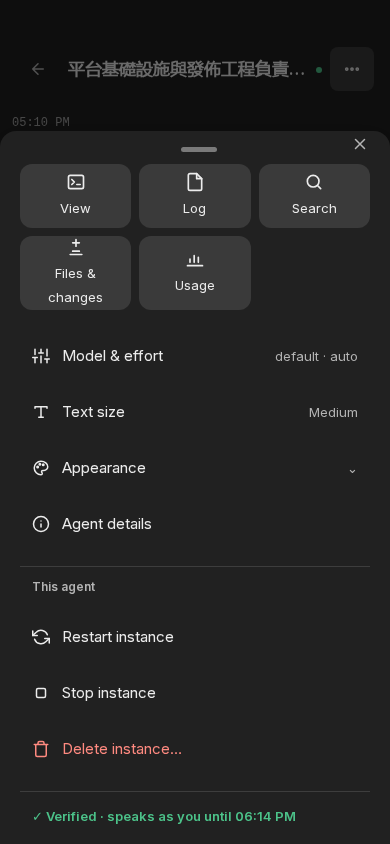 平台基礎設施與發佈工程負責…
05:10 PM
View
Log
Search
Files &
changes
Usage
Model & effort default · auto
Text size Medium
Appearance
Agent details
This agent
Restart instance
Stop instance
Delete instance…
✓ Verified · speaks as you until 06:14 PM